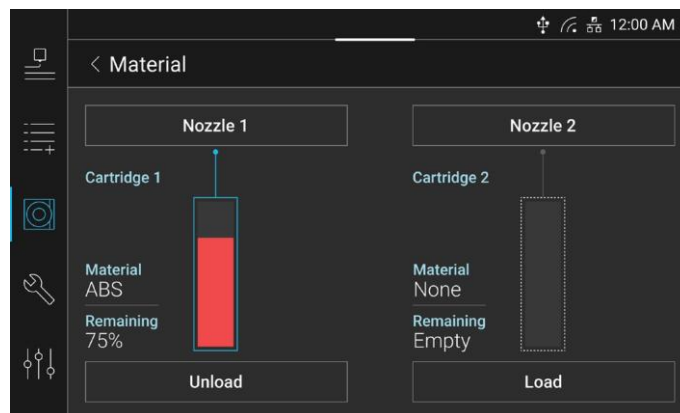 12:00 AM
Material
Nozzle 1
Nozzle 2
Cartridge 1
Cartridge 2
Material
ABS
Material
None
Remaining
75%
Remaining
Empty
Unload
Load